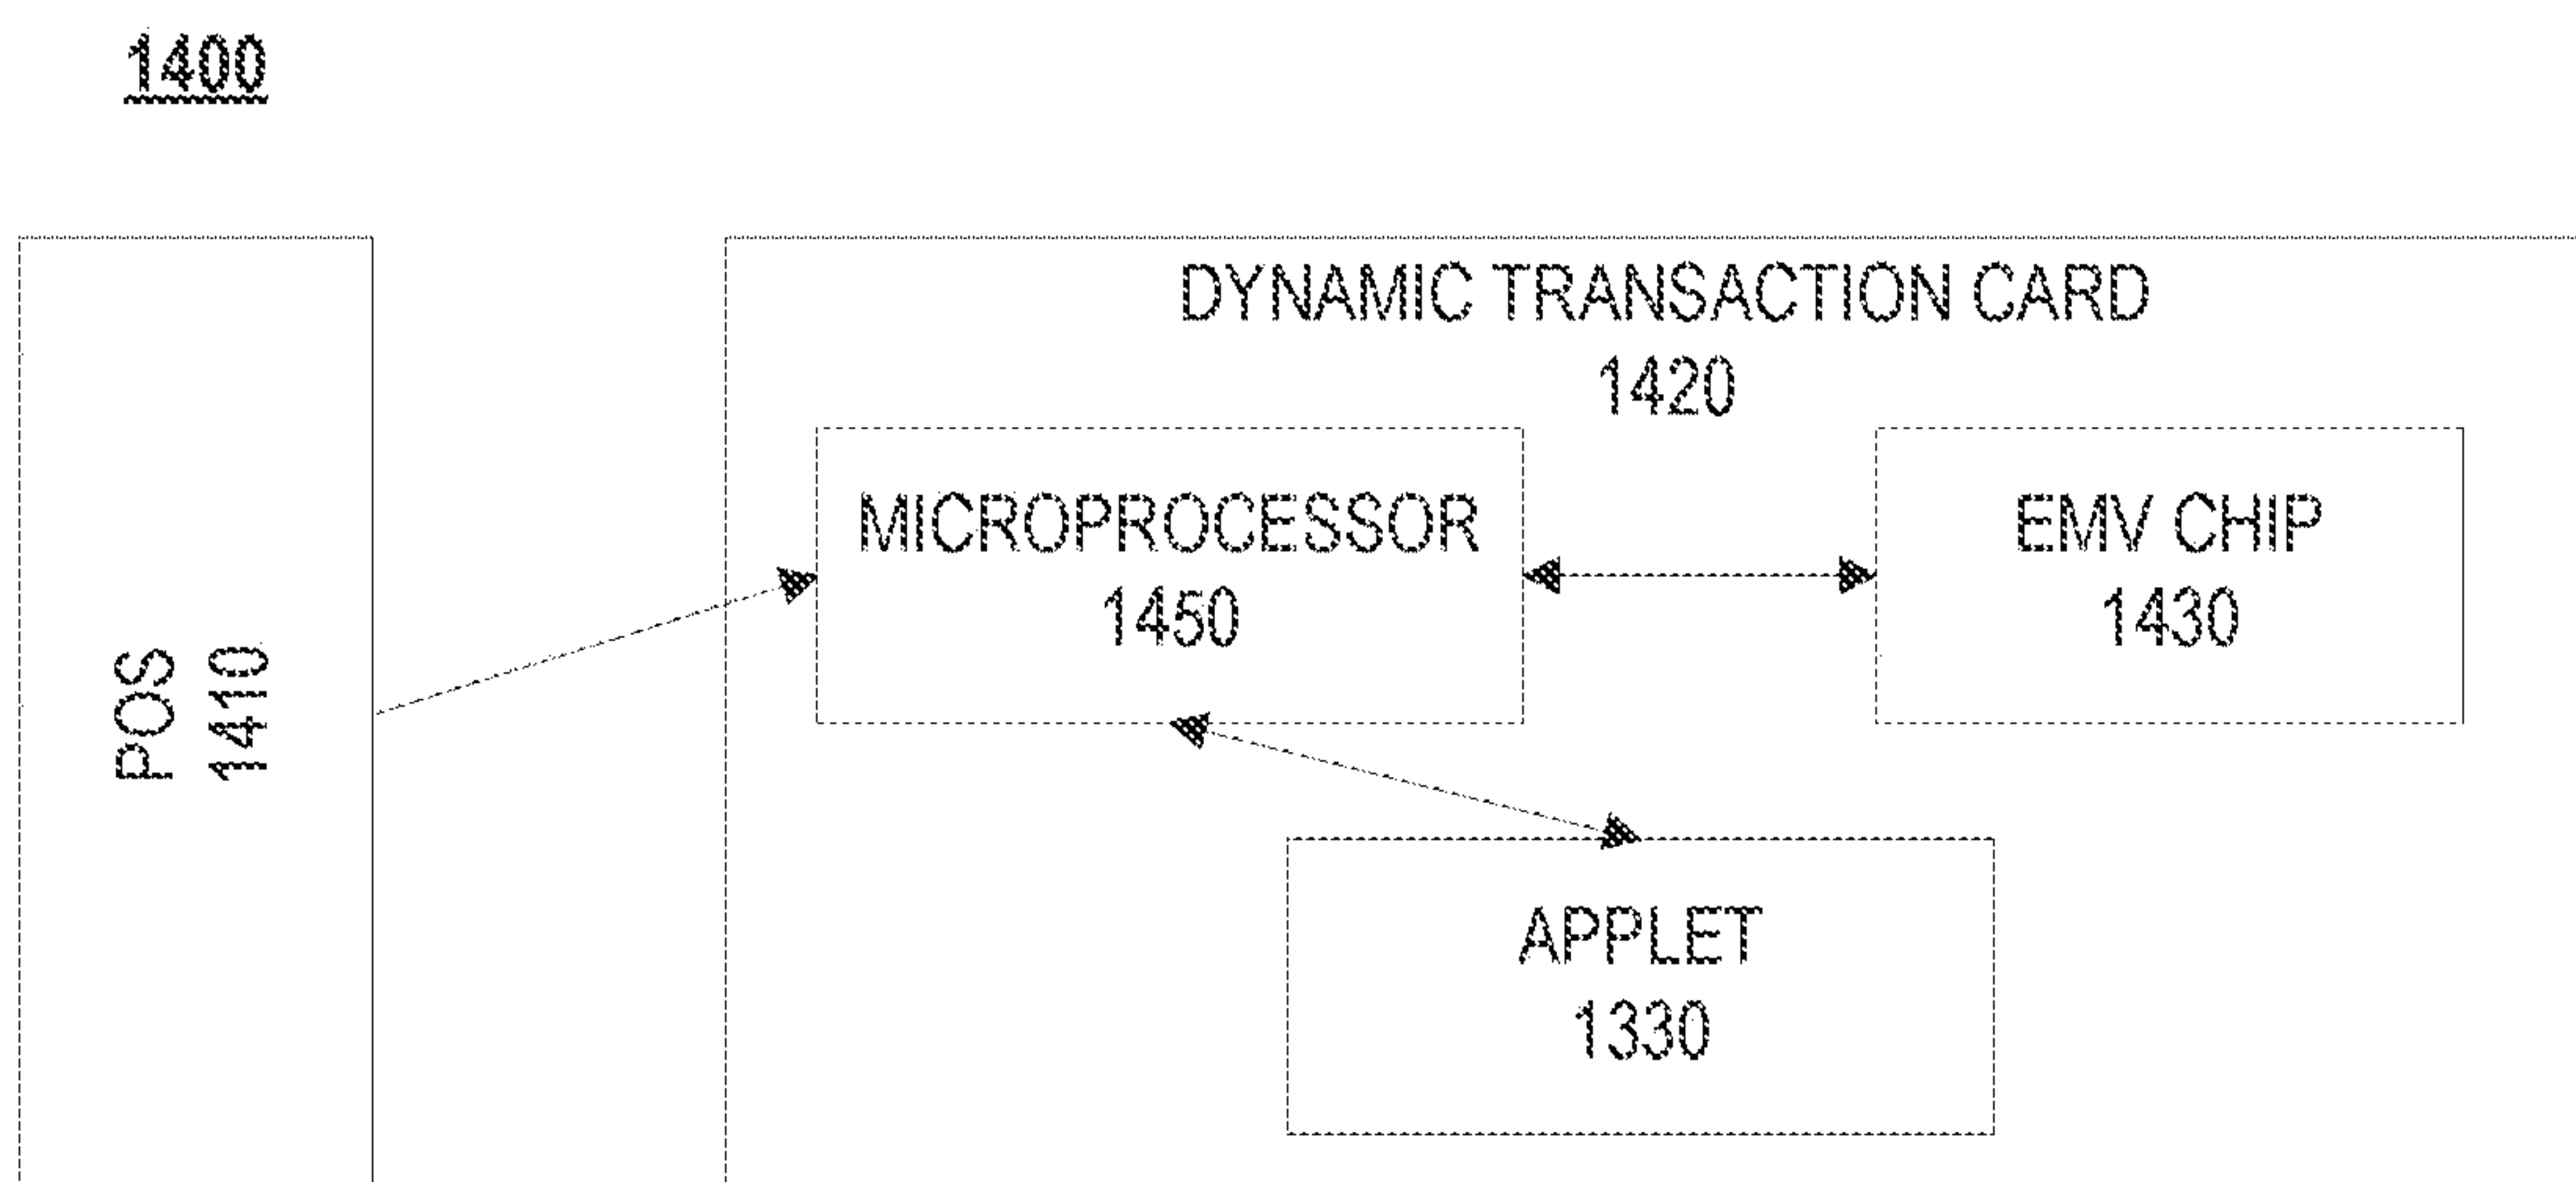 1400
POS
1410
DYNAMIC TRANSACTION CARD
1420
MICROPROCESSOR
1450
EMV CHIP
1430
APPLET
1330